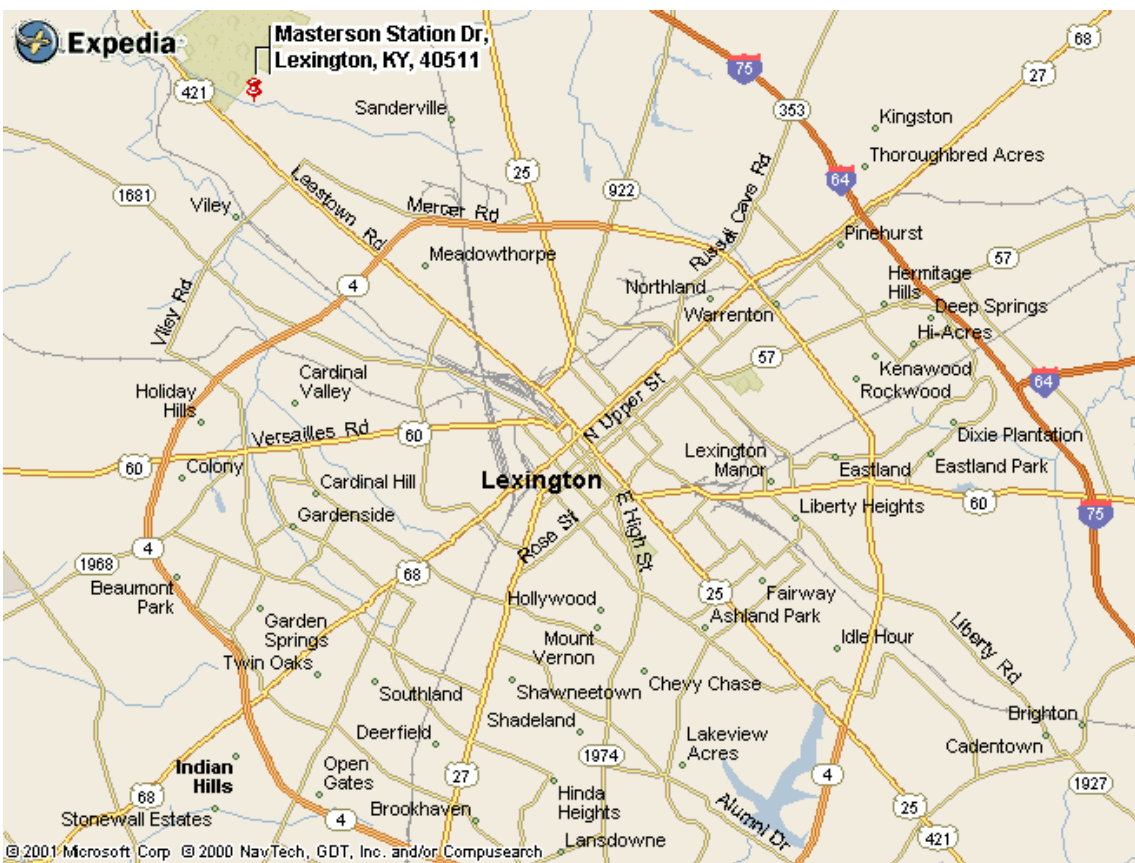 Expedia
Masterson Station Dr,
Lexington, KY, 40511
68
75
27
421
353
Sanderville
Kingston
25
Thoroughbred Acres
64
922
1681
Leestown Rd
Viley
Mercer Rd
Russell Cave Rd
Pinehurst
Meadowthorpe
57
4
Northland
Hermitage
Hills
Viley Rd
Warrenton
Deep Springs
Hi-Acres
57
Cardinal
Valley
Kenawood
64
Holiday
Hills
Rockwood
N Upper St
Versailles Rd
60
Dixie Plantation
60
Colony
Lexington
Manor
Eastland
Eastland Park
Cardinal Hill
Lexington
60
Gardenside
E High St
Liberty Heights
75
Rose St
4
1968
68
Beaumont
Park
25
Fairway
Hollywood
Garden
Springs
Ashland Park
Liberty Rd
Mount
Vernon
Idle Hour
Twin Oaks
Southland
Shawneetown
Chevy Chase
Shadeland
Brighton
Deerfield
Lakeview
Acres
Cadentown
1974
Indian
Hills
Open
Gates
27
4
1927
68
Hinda
Heights
Stonewall Estates
4
Brookhaven
Alumni Dr
25
421
Lansdowne
© 2001 Microsoft Corp © 2000 NavTech, GDT, Inc. and/or Compusearch